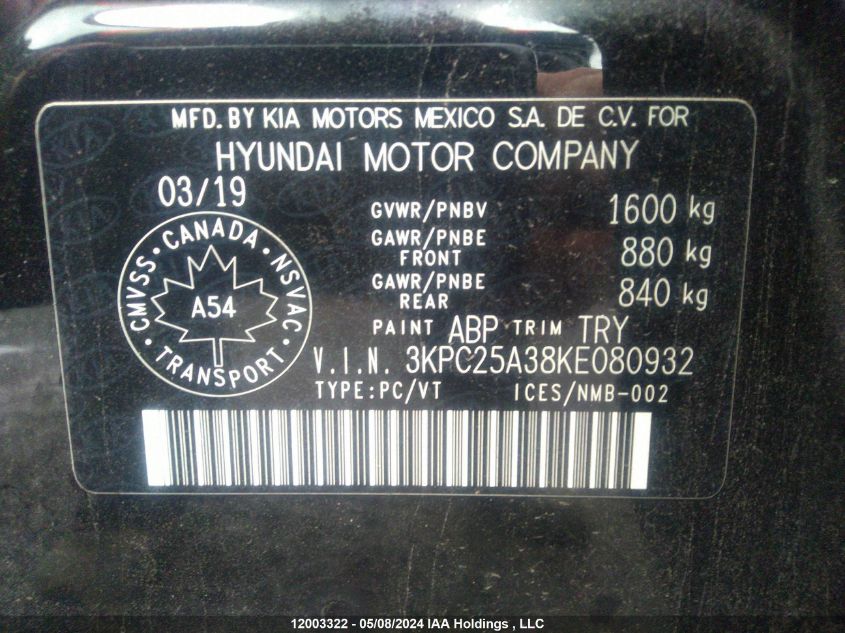 MFD. BY KIA MOTORS MEXICO S.A. DE C.V. FOR
HYUNDAI MOTOR COMPANY
03/19
GVWR/PNBV 1600 kg
GAWR/PNBE FRONT 880 kg
GAWR/PNBE REAR 840 kg
CMVSS • CANADA • NSVAC • TRANSPORT •
A54
PAINT ABP TRIM TRY
V.I.N. 3KPC25A38KE080932
TYPE:PC/VT ICES/NMB-002
12003322 - 05/08/2024 IAA Holdings , LLC